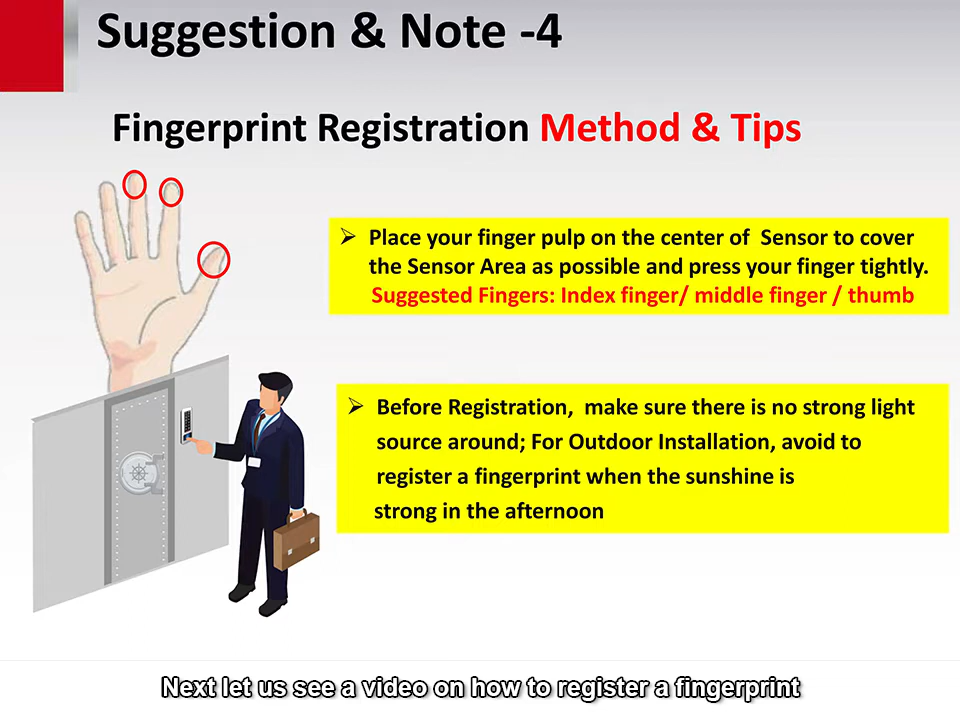 Suggestion & Note -4
Fingerprint Registration Method & Tips
➢ Place your finger pulp on the center of Sensor to cover
the Sensor Area as possible and press your finger tightly.
Suggested Fingers: Index finger/ middle finger / thumb
➢ Before Registration, make sure there is no strong light
source around; For Outdoor Installation, avoid to
register a fingerprint when the sunshine is
strong in the afternoon
Next let us see a video on how to register a fingerprint